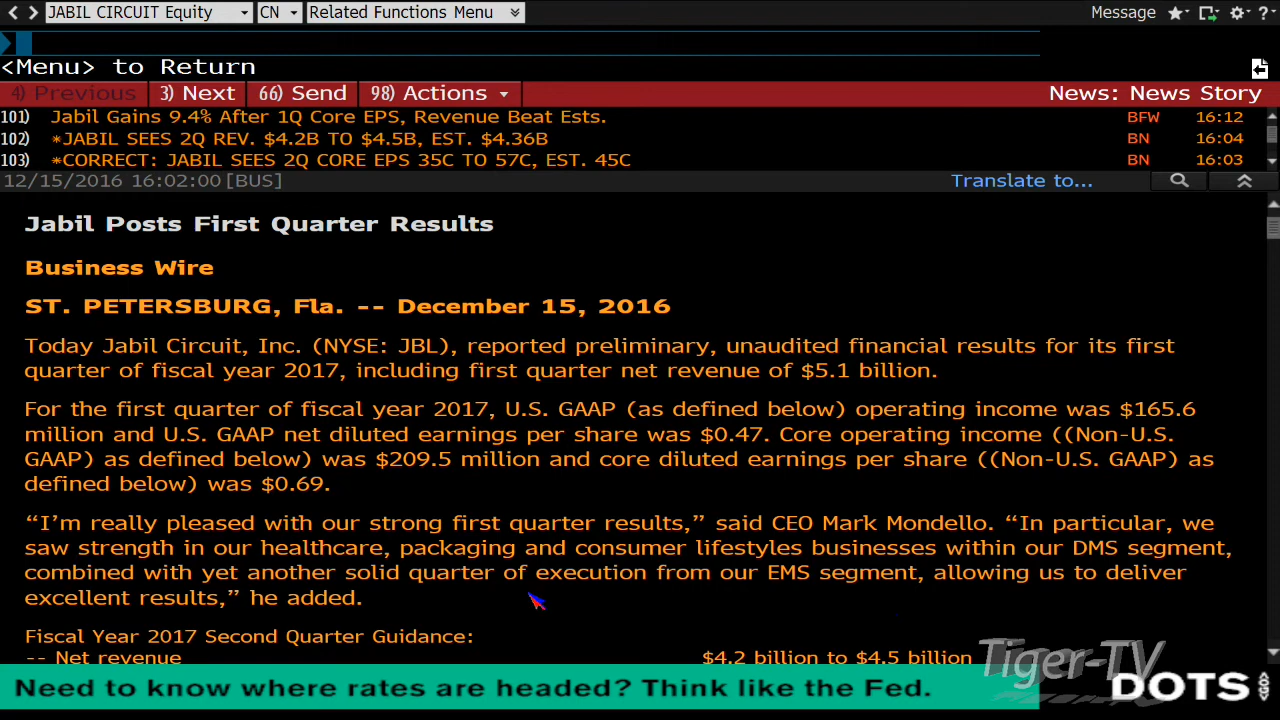 JABIL CIRCUIT Equity CN Related Functions Menu Message
<Menu> to Return
4) Previous 3) Next 66) Send 98) Actions News: News Story
101) Jabil Gains 9.4% After 1Q Core EPS, Revenue Beat Ests. BFW 16:12
102) *JABIL SEES 2Q REV. $4.2B TO $4.5B, EST. $4.36B BN 16:04
103) *CORRECT: JABIL SEES 2Q CORE EPS 35C TO 57C, EST. 45C BN 16:03
12/15/2016 16:02:00 [BUS] Translate to...
Jabil Posts First Quarter Results
Business Wire
ST. PETERSBURG, Fla. -- December 15, 2016
Today Jabil Circuit, Inc. (NYSE: JBL), reported preliminary, unaudited financial results for its first
quarter of fiscal year 2017, including first quarter net revenue of $5.1 billion.
For the first quarter of fiscal year 2017, U.S. GAAP (as defined below) operating income was $165.6
million and U.S. GAAP net diluted earnings per share was $0.47. Core operating income ((Non-U.S.
GAAP) as defined below) was $209.5 million and core diluted earnings per share ((Non-U.S. GAAP) as
defined below) was $0.69.
“I’m really pleased with our strong first quarter results,” said CEO Mark Mondello. “In particular, we
saw strength in our healthcare, packaging and consumer lifestyles businesses within our DMS segment,
combined with yet another solid quarter of execution from our EMS segment, allowing us to deliver
excellent results,” he added.
Fiscal Year 2017 Second Quarter Guidance:
-- Net revenue $4.2 billion to $4.5 billion
Tiger-TV
Need to know where rates are headed? Think like the Fed. DOTS